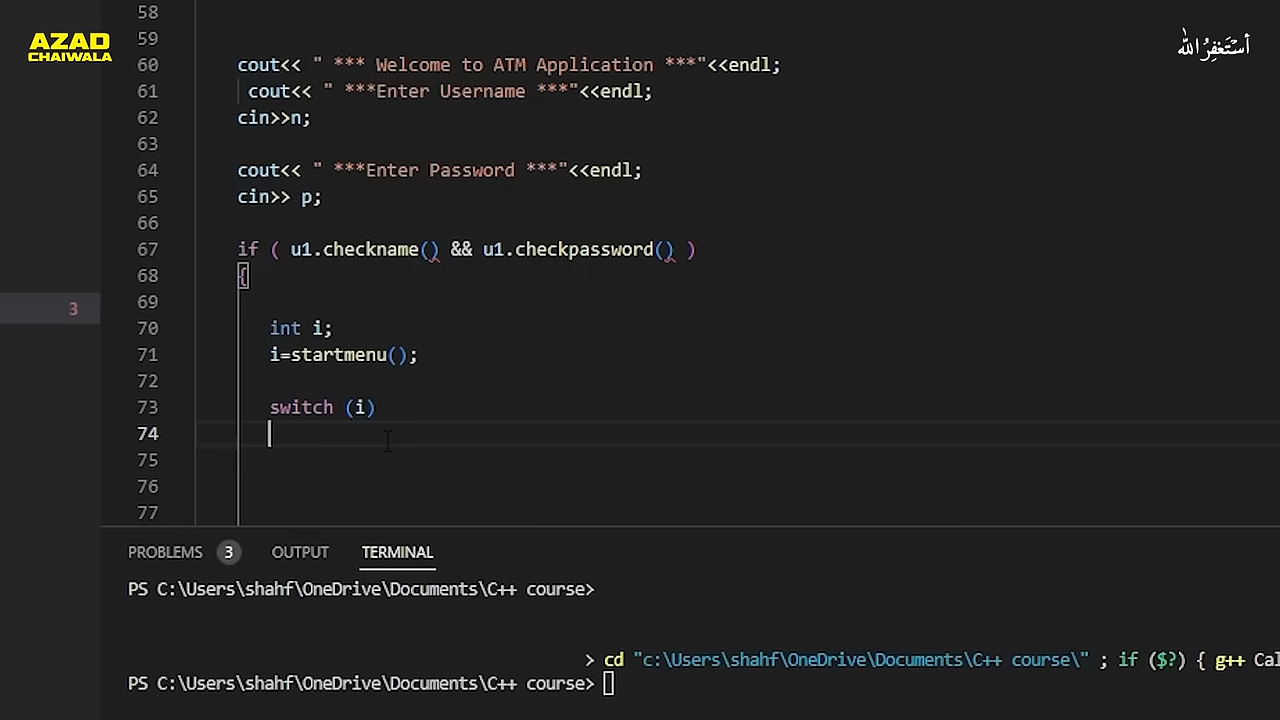 AZAD
CHAIWALA
أستغفر الله
58
59
60 cout<< " *** Welcome to ATM Application ***"<<endl;
61 cout<< " ***Enter Username ***"<<endl;
62 cin>>n;
63
64 cout<< " ***Enter Password ***"<<endl;
65 cin>> p;
66
67 if ( u1.checkname() && u1.checkpassword() )
68 {
69
3
70 int i;
71 i=startmenu();
72
73 switch (i)
74
75
76
77
PROBLEMS 3 OUTPUT TERMINAL
PS C:\Users\shahf\OneDrive\Documents\C++ course>
> cd "c:\Users\shahf\OneDrive\Documents\C++ course\" ; if ($?) { g++ Cal
PS C:\Users\shahf\OneDrive\Documents\C++ course>